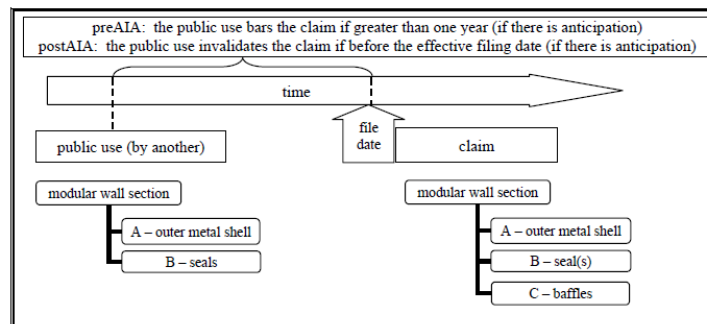 preAIA: the public use bars the claim if greater than one year (if there is anticipation)
postAIA: the public use invalidates the claim if before the effective filing date (if there is anticipation)
time
file
date
public use (by another)
claim
modular wall section
A – outer metal shell
B – seals
modular wall section
A – outer metal shell
B – seal(s)
C – baffles